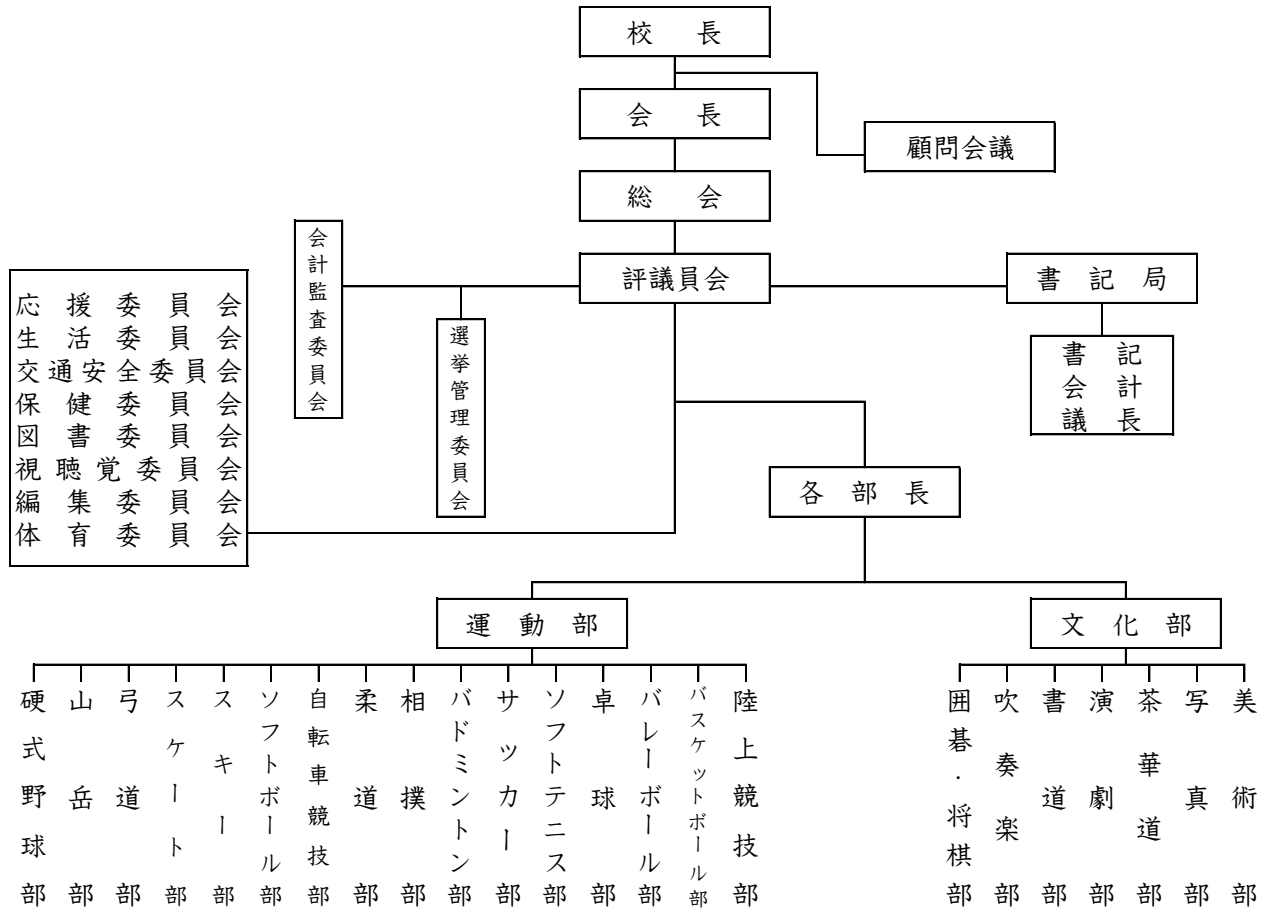 校長
会長
顧問会議
総会
会計監査委員会
評議員会
書記局
応援委員会
生活委員会
交通安全委員会
保健委員会
図書委員会
視聴覚委員会
編集委員会
体育委員会
選挙管理委員会
書記
会計
議長
各部長
運動部
文化部
硬式野球部
山岳部
弓道部
スケート部
スキー部
ソフトボール部
自転車競技部
柔道部
相撲部
バドミントン部
サッカー部
ソフトテニス部
卓球部
バレーボール部
バスケットボール部
陸上競技部
囲碁・将棋部
吹奏楽部
書道部
演劇部
茶華道部
写真部
美術部